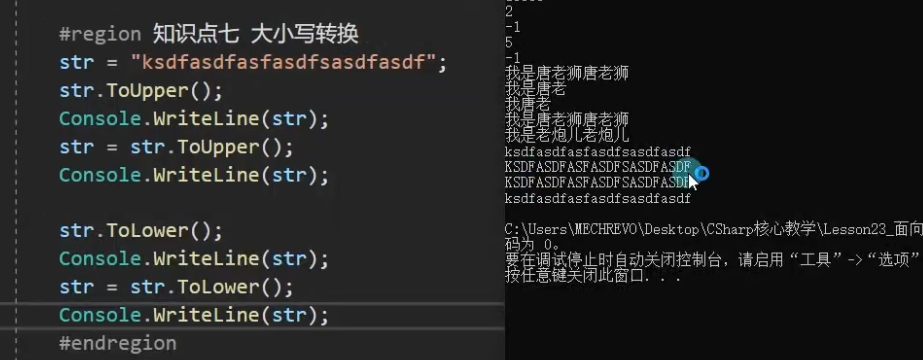 #region 知识点七 大小写转换
str = "ksdfasdfasfasdfsasdfasdf";
str.ToUpper();
Console.WriteLine(str);
str = str.ToUpper();
Console.WriteLine(str);
str.ToLower();
Console.WriteLine(str);
str = str.ToLower();
Console.WriteLine(str);
#endregion
2
-1
5
-1
我是唐老狮唐老狮
我是唐老
我唐老
我是唐老狮唐老狮
我是老炮儿老炮儿
ksdfasdfasfasdfsasdfasdf
KSDFASDFASFASDFSASDFASDF
KSDFASDFASFASDFSASDFASDF
ksdfasdfasfasdfsasdfasdf
C:\Users\MECHREVO\Desktop\CSharp核心教学\Lesson23_面向
码为 0。
要在调试停止时自动关闭控制台，请启用“工具”->“选项”
按任意键关闭此窗口. . .